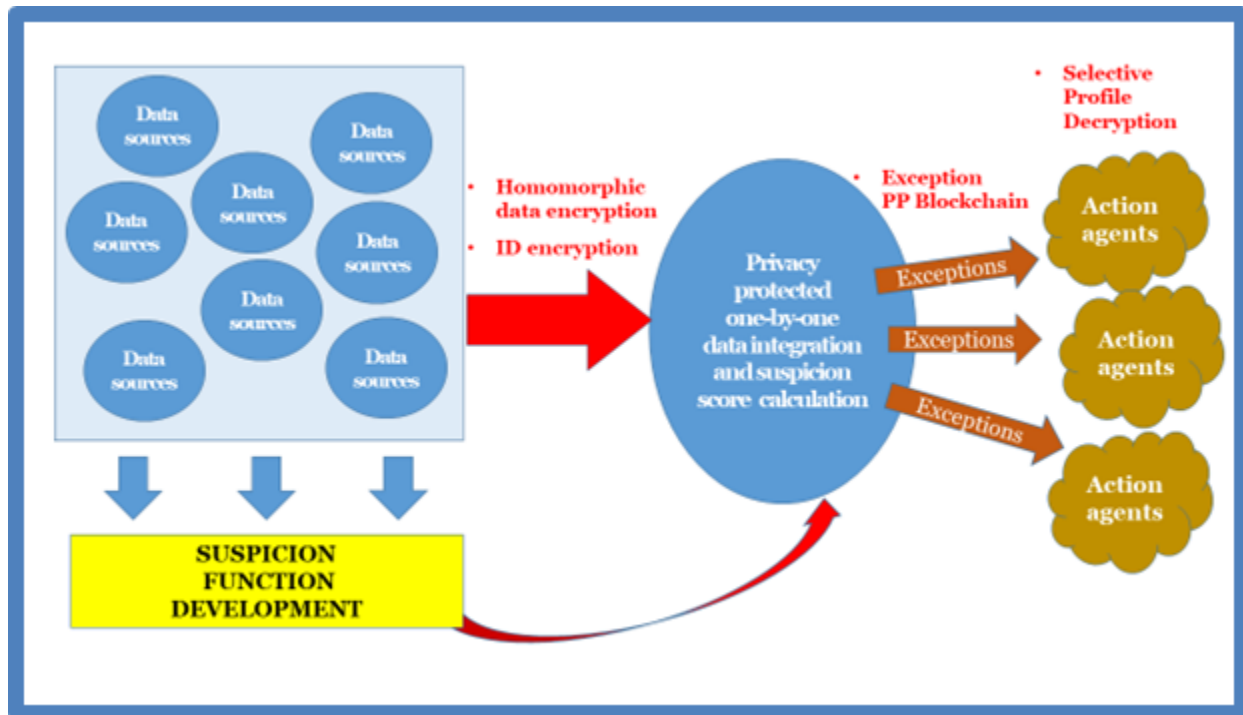 Data
sources
Data
sources
Data
sources
Data
sources
Data
sources
Data
sources
Data
sources
Data
sources
SUSPICION
FUNCTION
DEVELOPMENT
• Homomorphic
data encryption
• ID encryption
Privacy
protected
one-by-one
data integration
and suspicion
score calculation
• Exception
PP Blockchain
Exceptions
Exceptions
Exceptions
• Selective
Profile
Decryption
Action
agents
Action
agents
Action
agents